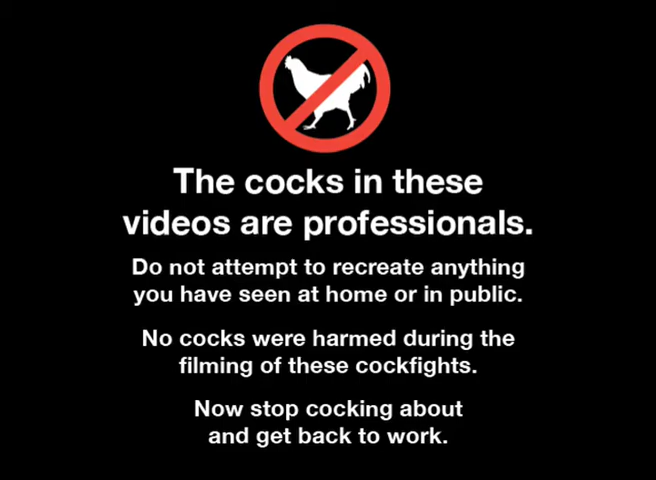 The cocks in these
videos are professionals.
Do not attempt to recreate anything
you have seen at home or in public.
No cocks were harmed during the
filming of these cockfights.
Now stop cocking about
and get back to work.